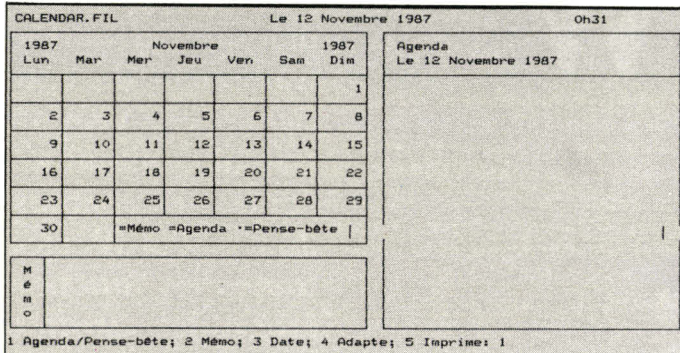 CALENDAR.FIL Le 12 Novembre 1987 0h31
1987 Novembre 1987
Lun Mar Mer Jeu Ven Sam Dim
1
2 3 4 5 6 7 8
9 10 11 12 13 14 15
16 17 18 19 20 21 22
23 24 25 26 27 28 29
30 =Mémo =Agenda ·=Pense-bête
Agenda
Le 12 Novembre 1987
Mémo
1 Agenda/Pense-bête; 2 Mémo; 3 Date; 4 Adapte; 5 Imprime: 1